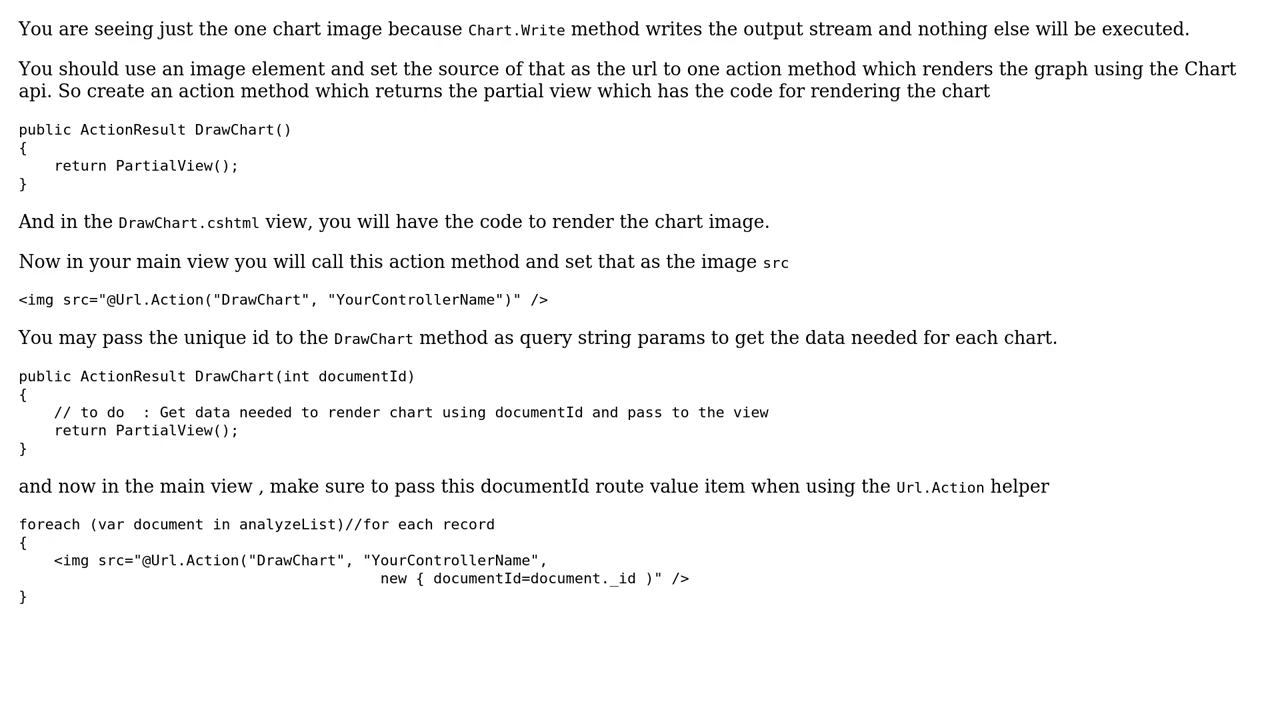 You are seeing just the one chart image because Chart.Write method writes the output stream and nothing else will be executed.
You should use an image element and set the source of that as the url to one action method which renders the graph using the Chart
api. So create an action method which returns the partial view which has the code for rendering the chart
public ActionResult DrawChart()
{
    return PartialView();
}
And in the DrawChart.cshtml view, you will have the code to render the chart image.
Now in your main view you will call this action method and set that as the image src
<img src="@Url.Action("DrawChart", "YourControllerName")" />
You may pass the unique id to the DrawChart method as query string params to get the data needed for each chart.
public ActionResult DrawChart(int documentId)
{
    // to do  : Get data needed to render chart using documentId and pass to the view
    return PartialView();
}
and now in the main view , make sure to pass this documentId route value item when using the Url.Action helper
foreach (var document in analyzeList)//for each record
{
    <img src="@Url.Action("DrawChart", "YourControllerName",
                                         new { documentId=document._id )" />
}